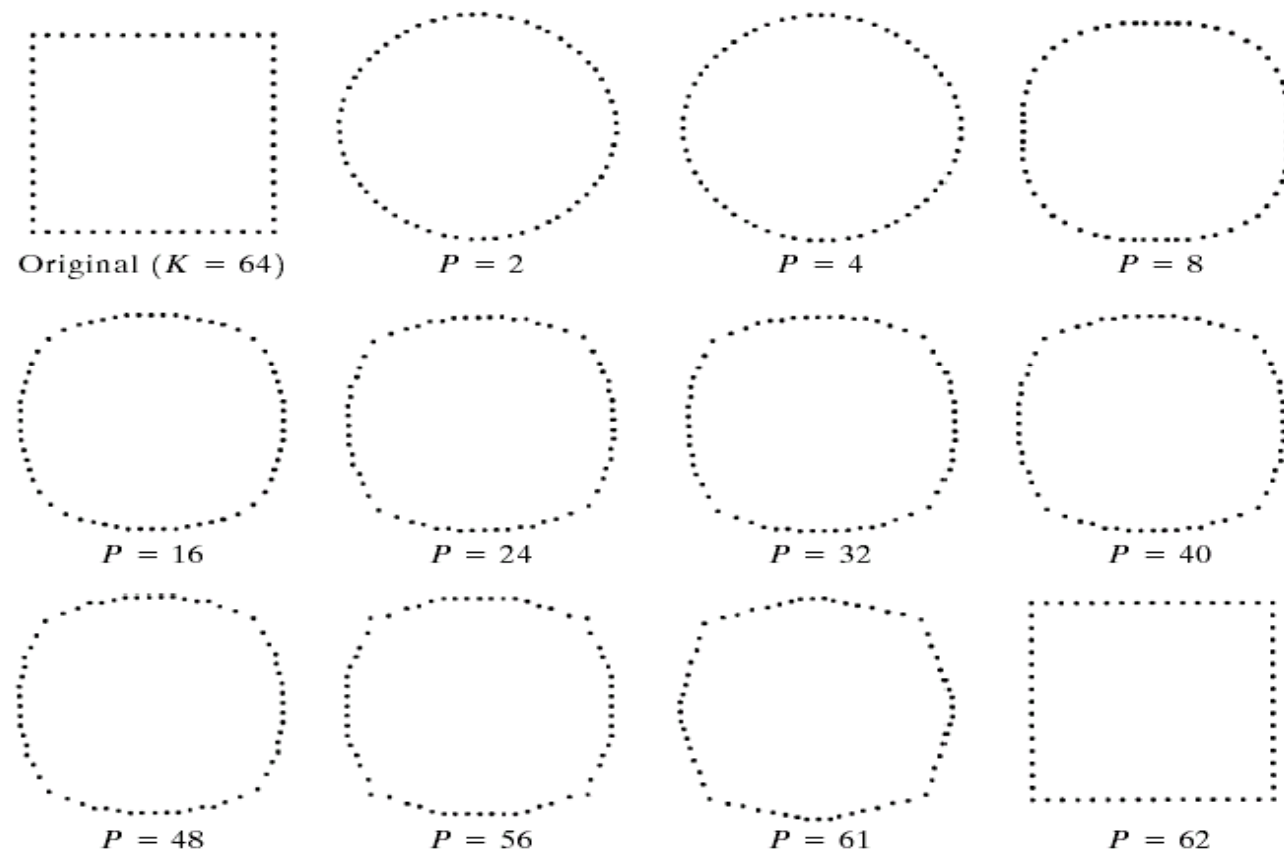 Original (K = 64)
P = 2
P = 4
P = 8
P = 16
P = 24
P = 32
P = 40
P = 48
P = 56
P = 61
P = 62